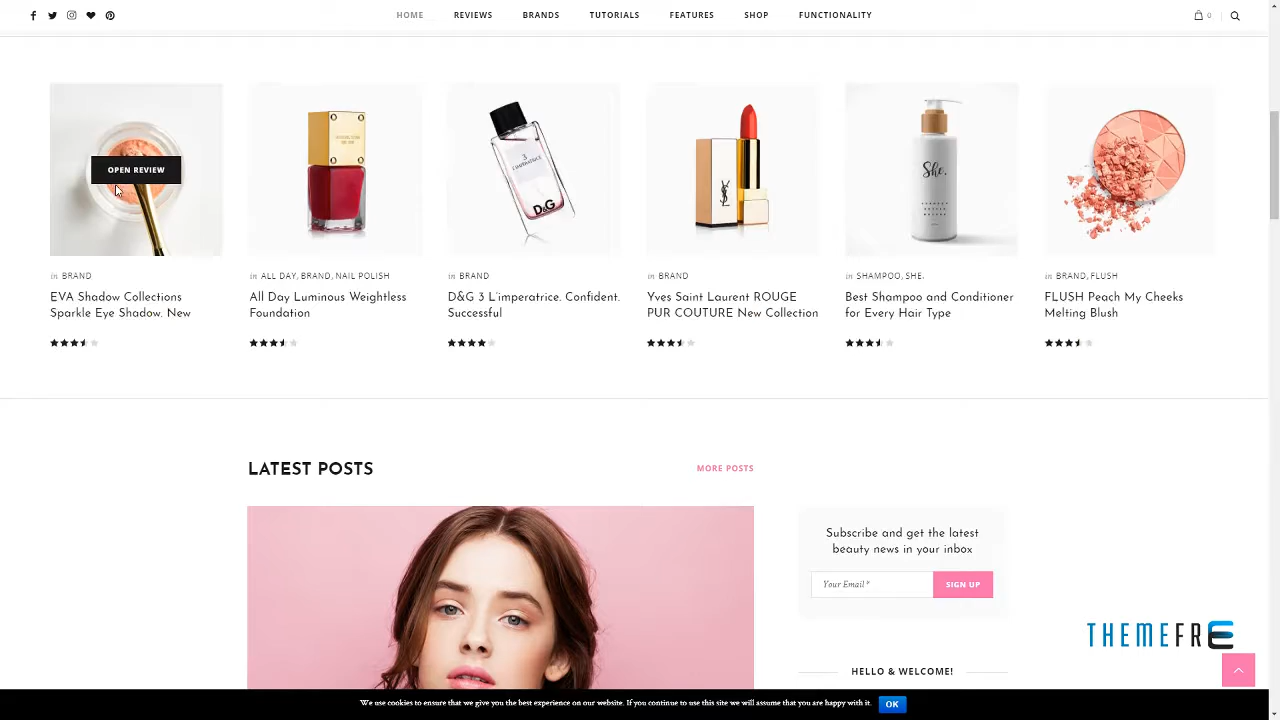 HOME REVIEWS BRANDS TUTORIALS FEATURES SHOP FUNCTIONALITY 0
OPEN REVIEW
3
L'IMPERATRICE
D&G
YSL
She.
in BRAND
EVA Shadow Collections
Sparkle Eye Shadow. New
in ALL DAY, BRAND, NAIL POLISH
All Day Luminous Weightless
Foundation
in BRAND
D&G 3 L'imperatrice. Confident.
Successful
in BRAND
Yves Saint Laurent ROUGE
PUR COUTURE New Collection
in SHAMPOO, SHE.
Best Shampoo and Conditioner
for Every Hair Type
in BRAND, FLUSH
FLUSH Peach My Cheeks
Melting Blush
LATEST POSTS
MORE POSTS
Subscribe and get the latest
beauty news in your inbox
Your Email* SIGN UP
HELLO & WELCOME!
THEMEFRE
We use cookies to ensure that we give you the best experience on our website. If you continue to use this site we will assume that you are happy with it. OK